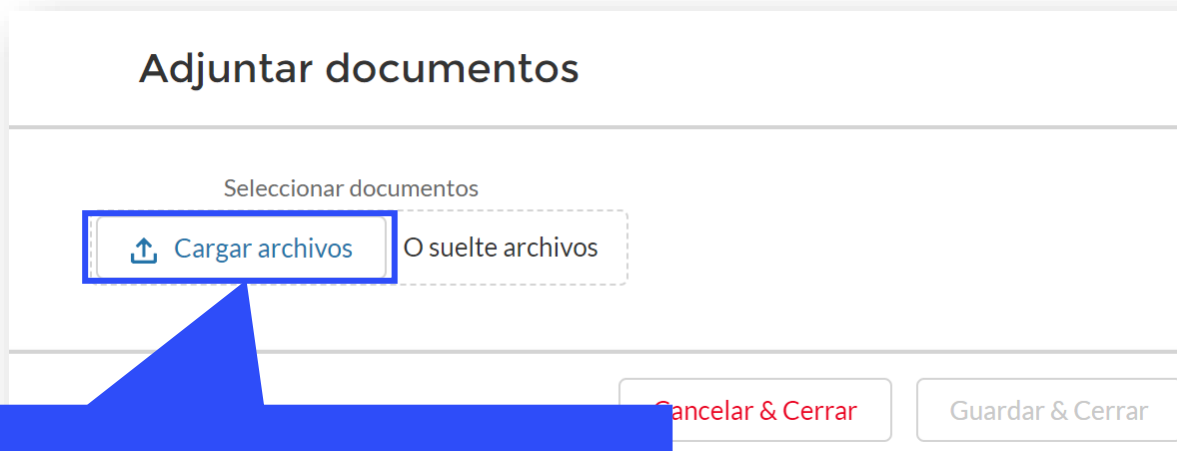 Adjuntar documentos
Seleccionar documentos
Cargar archivos O suelte archivos
Cancelar & Cerrar Guardar & Cerrar